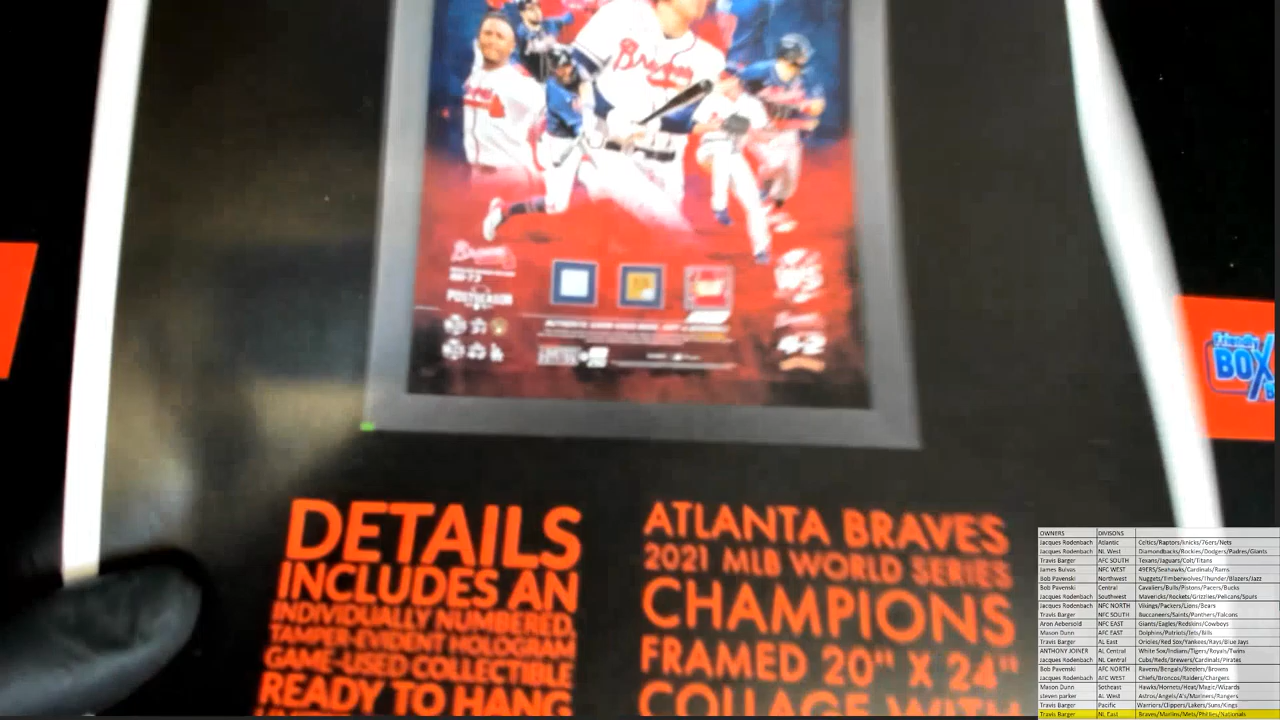 Braves
Braves
88-73
POSTSEASON
WS
4-2
Friendly
BOX
DETAILS
INCLUDES AN
INDIVIDUALLY NUMBERED,
TAMPER EVIDENT HOLOGRAM
GAME-USED COLLECTIBLE
READY TO HANG
ATLANTA BRAVES
2021 MLB WORLD SERIES
CHAMPIONS
FRAMED 20" X 24"
COLLAGE WITH
OWNERS DIVISONS
Jacques Rodenbach Atlantic Celtics/Raptors/knicks/76ers/Nets
Jacques Rodenbach NL West Diamondbacks/Rockies/Dodgers/Padres/Giants
Travis Barger AFC SOUTH Texans/Jaguars/Colt/Titans
James Buivas NFC WEST 49ERS/Seahawks/Cardinals/Rams
Bob Pavenski Northwest Nuggets/Timberwolves/Thunder/Blazers/Jazz
Bob Pavenski Central Cavaliers/Bulls/Pistons/Pacers/Bucks
Jacques Rodenbach Southwest Mavericks/Rockets/Grizzlies/Pelicans/Spurs
Jacques Rodenbach NFC NORTH Vikings/Packers/Lions/Bears
Travis Barger NFC SOUTH Buccaneers/Saints/Panthers/Falcons
Aron Aebersold NFC EAST Giants/Eagles/Redskins/Cowboys
Mason Dunn AFC EAST Dolphins/Patriots/Jets/Bills
Travis Barger AL East Orioles/Red Sox/Yankees/Rays/Blue Jays
ANTHONY JOINER AL Central White Sox/Indians/Tigers/Royals/Twins
Jacques Rodenbach NL Central Cubs/Reds/Brewers/Cardinals/Pirates
Bob Pavenski AFC NORTH Ravens/Bengals/Steelers/Browns
Jacques Rodenbach AFC WEST Chiefs/Broncos/Raiders/Chargers
Mason Dunn Sotheast Hawks/Hornets/Heat/Magic/Wizards
steven parker AL West Astros/Angels/A's/Mariners/Rangers
Travis Barger Pacific Warriors/Clippers/Lakers/Suns/Kings
Travis Barger NL East Braves/Marlins/Mets/Phillies/Nationals